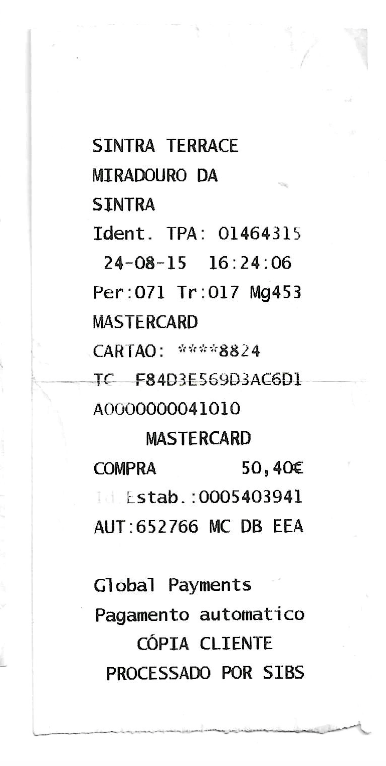 SINTRA TERRACE
MIRADOURO DA
SINTRA
Ident. TPA: 01464315
24-08-15 16:24:06
Per:071 Tr:017 Mg453
MASTERCARD
CARTAO: ****8824
TC F84D3E569D3AC6D1
A0000000041010
MASTERCARD
COMPRA 50,40€
Id Estab.:0005403941
AUT:652766 MC DB EEA
Global Payments
Pagamento automatico
CÓPIA CLIENTE
PROCESSADO POR SIBS